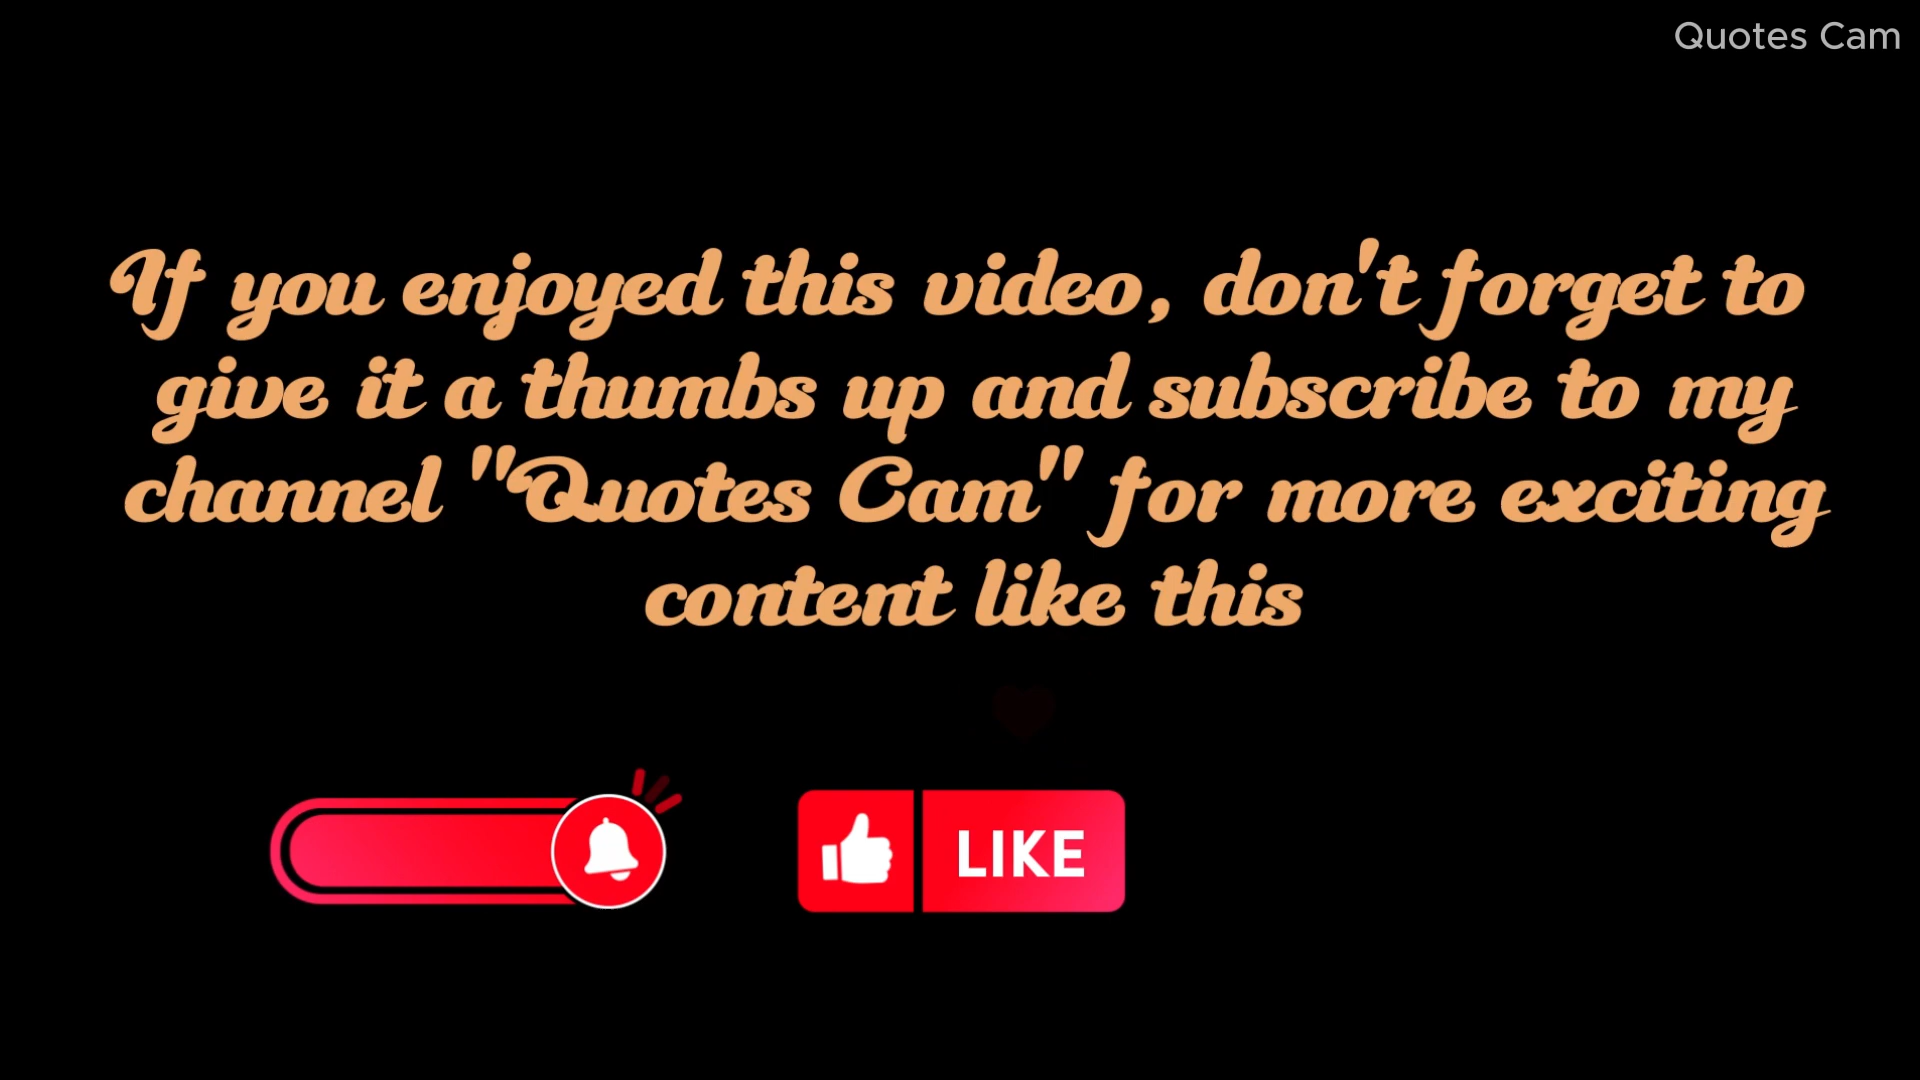 Quotes Cam
If you enjoyed this video, don't forget to
give it a thumbs up and subscribe to my
channel "Quotes Cam" for more exciting
content like this
LIKE